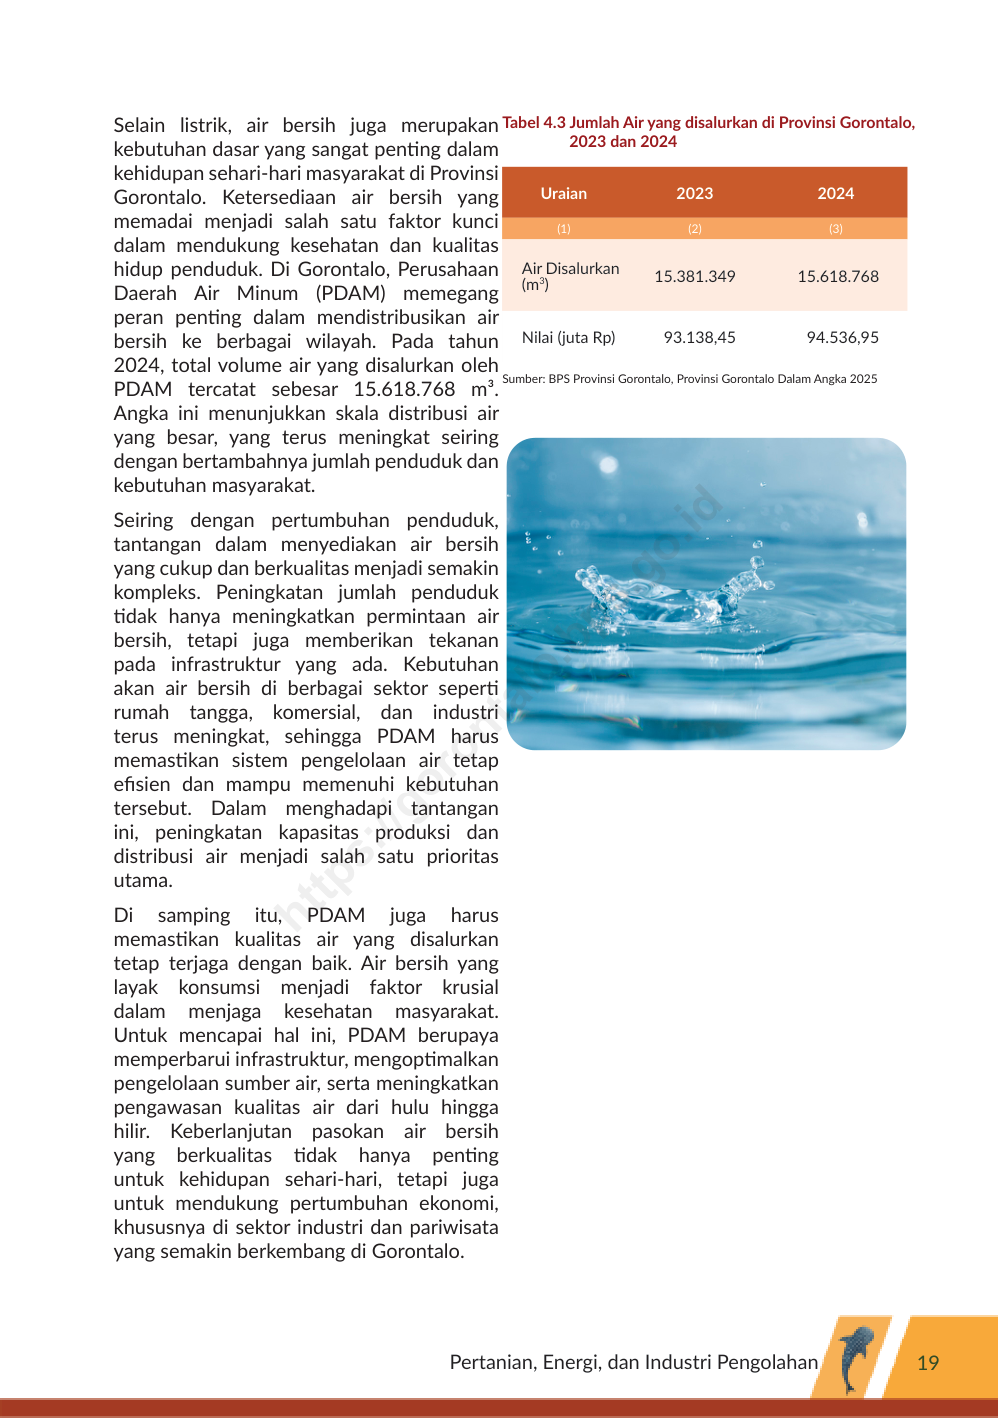 Selain listrik, air bersih juga merupakan
kebutuhan dasar yang sangat penting dalam
kehidupan sehari-hari masyarakat di Provinsi
Gorontalo. Ketersediaan air bersih yang
memadai menjadi salah satu faktor kunci
dalam mendukung kesehatan dan kualitas
hidup penduduk. Di Gorontalo, Perusahaan
Daerah Air Minum (PDAM) memegang
peran penting dalam mendistribusikan air
bersih ke berbagai wilayah. Pada tahun
2024, total volume air yang disalurkan oleh
PDAM tercatat sebesar 15.618.768 m³.
Angka ini menunjukkan skala distribusi air
yang besar, yang terus meningkat seiring
dengan bertambahnya jumlah penduduk dan
kebutuhan masyarakat.
Seiring dengan pertumbuhan penduduk,
tantangan dalam menyediakan air bersih
yang cukup dan berkualitas menjadi semakin
kompleks. Peningkatan jumlah penduduk
tidak hanya meningkatkan permintaan air
bersih, tetapi juga memberikan tekanan
pada infrastruktur yang ada. Kebutuhan
akan air bersih di berbagai sektor seperti
rumah tangga, komersial, dan industri
terus meningkat, sehingga PDAM harus
memastikan sistem pengelolaan air tetap
efisien dan mampu memenuhi kebutuhan
tersebut. Dalam menghadapi tantangan
ini, peningkatan kapasitas produksi dan
distribusi air menjadi salah satu prioritas
utama.
Di samping itu, PDAM juga harus
memastikan kualitas air yang disalurkan
tetap terjaga dengan baik. Air bersih yang
layak konsumsi menjadi faktor krusial
dalam menjaga kesehatan masyarakat.
Untuk mencapai hal ini, PDAM berupaya
memperbarui infrastruktur, mengoptimalkan
pengelolaan sumber air, serta meningkatkan
pengawasan kualitas air dari hulu hingga
hilir. Keberlanjutan pasokan air bersih
yang berkualitas tidak hanya penting
untuk kehidupan sehari-hari, tetapi juga
untuk mendukung pertumbuhan ekonomi,
khususnya di sektor industri dan pariwisata
yang semakin berkembang di Gorontalo.
Tabel 4.3 Jumlah Air yang disalurkan di Provinsi Gorontalo,
2023 dan 2024
Uraian 2023 2024
(1) (2) (3)
Air Disalurkan
(m³) 15.381.349 15.618.768
Nilai (juta Rp) 93.138,45 94.536,95
Sumber: BPS Provinsi Gorontalo, Provinsi Gorontalo Dalam Angka 2025
Pertanian, Energi, dan Industri Pengolahan
19